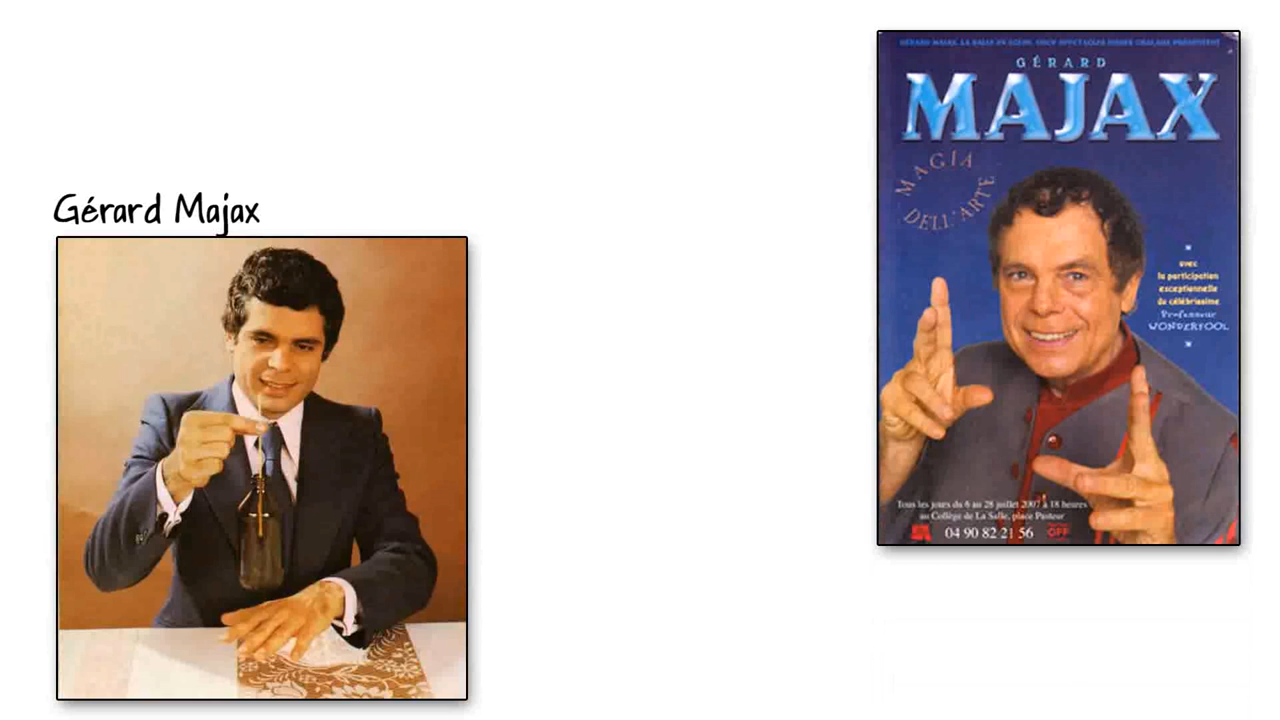 Gérard Majax
GÉRARD
MAJAX
MAGIA
DELL'ARTE
avec
la participation
exceptionnelle
du célébrissime
Professeur
WONDERFOOL
Tous les jours du 6 au 28 juillet 2007 à 18 heures
au Collège de La Salle, place Pasteur
04 90 82 21 56
OFF